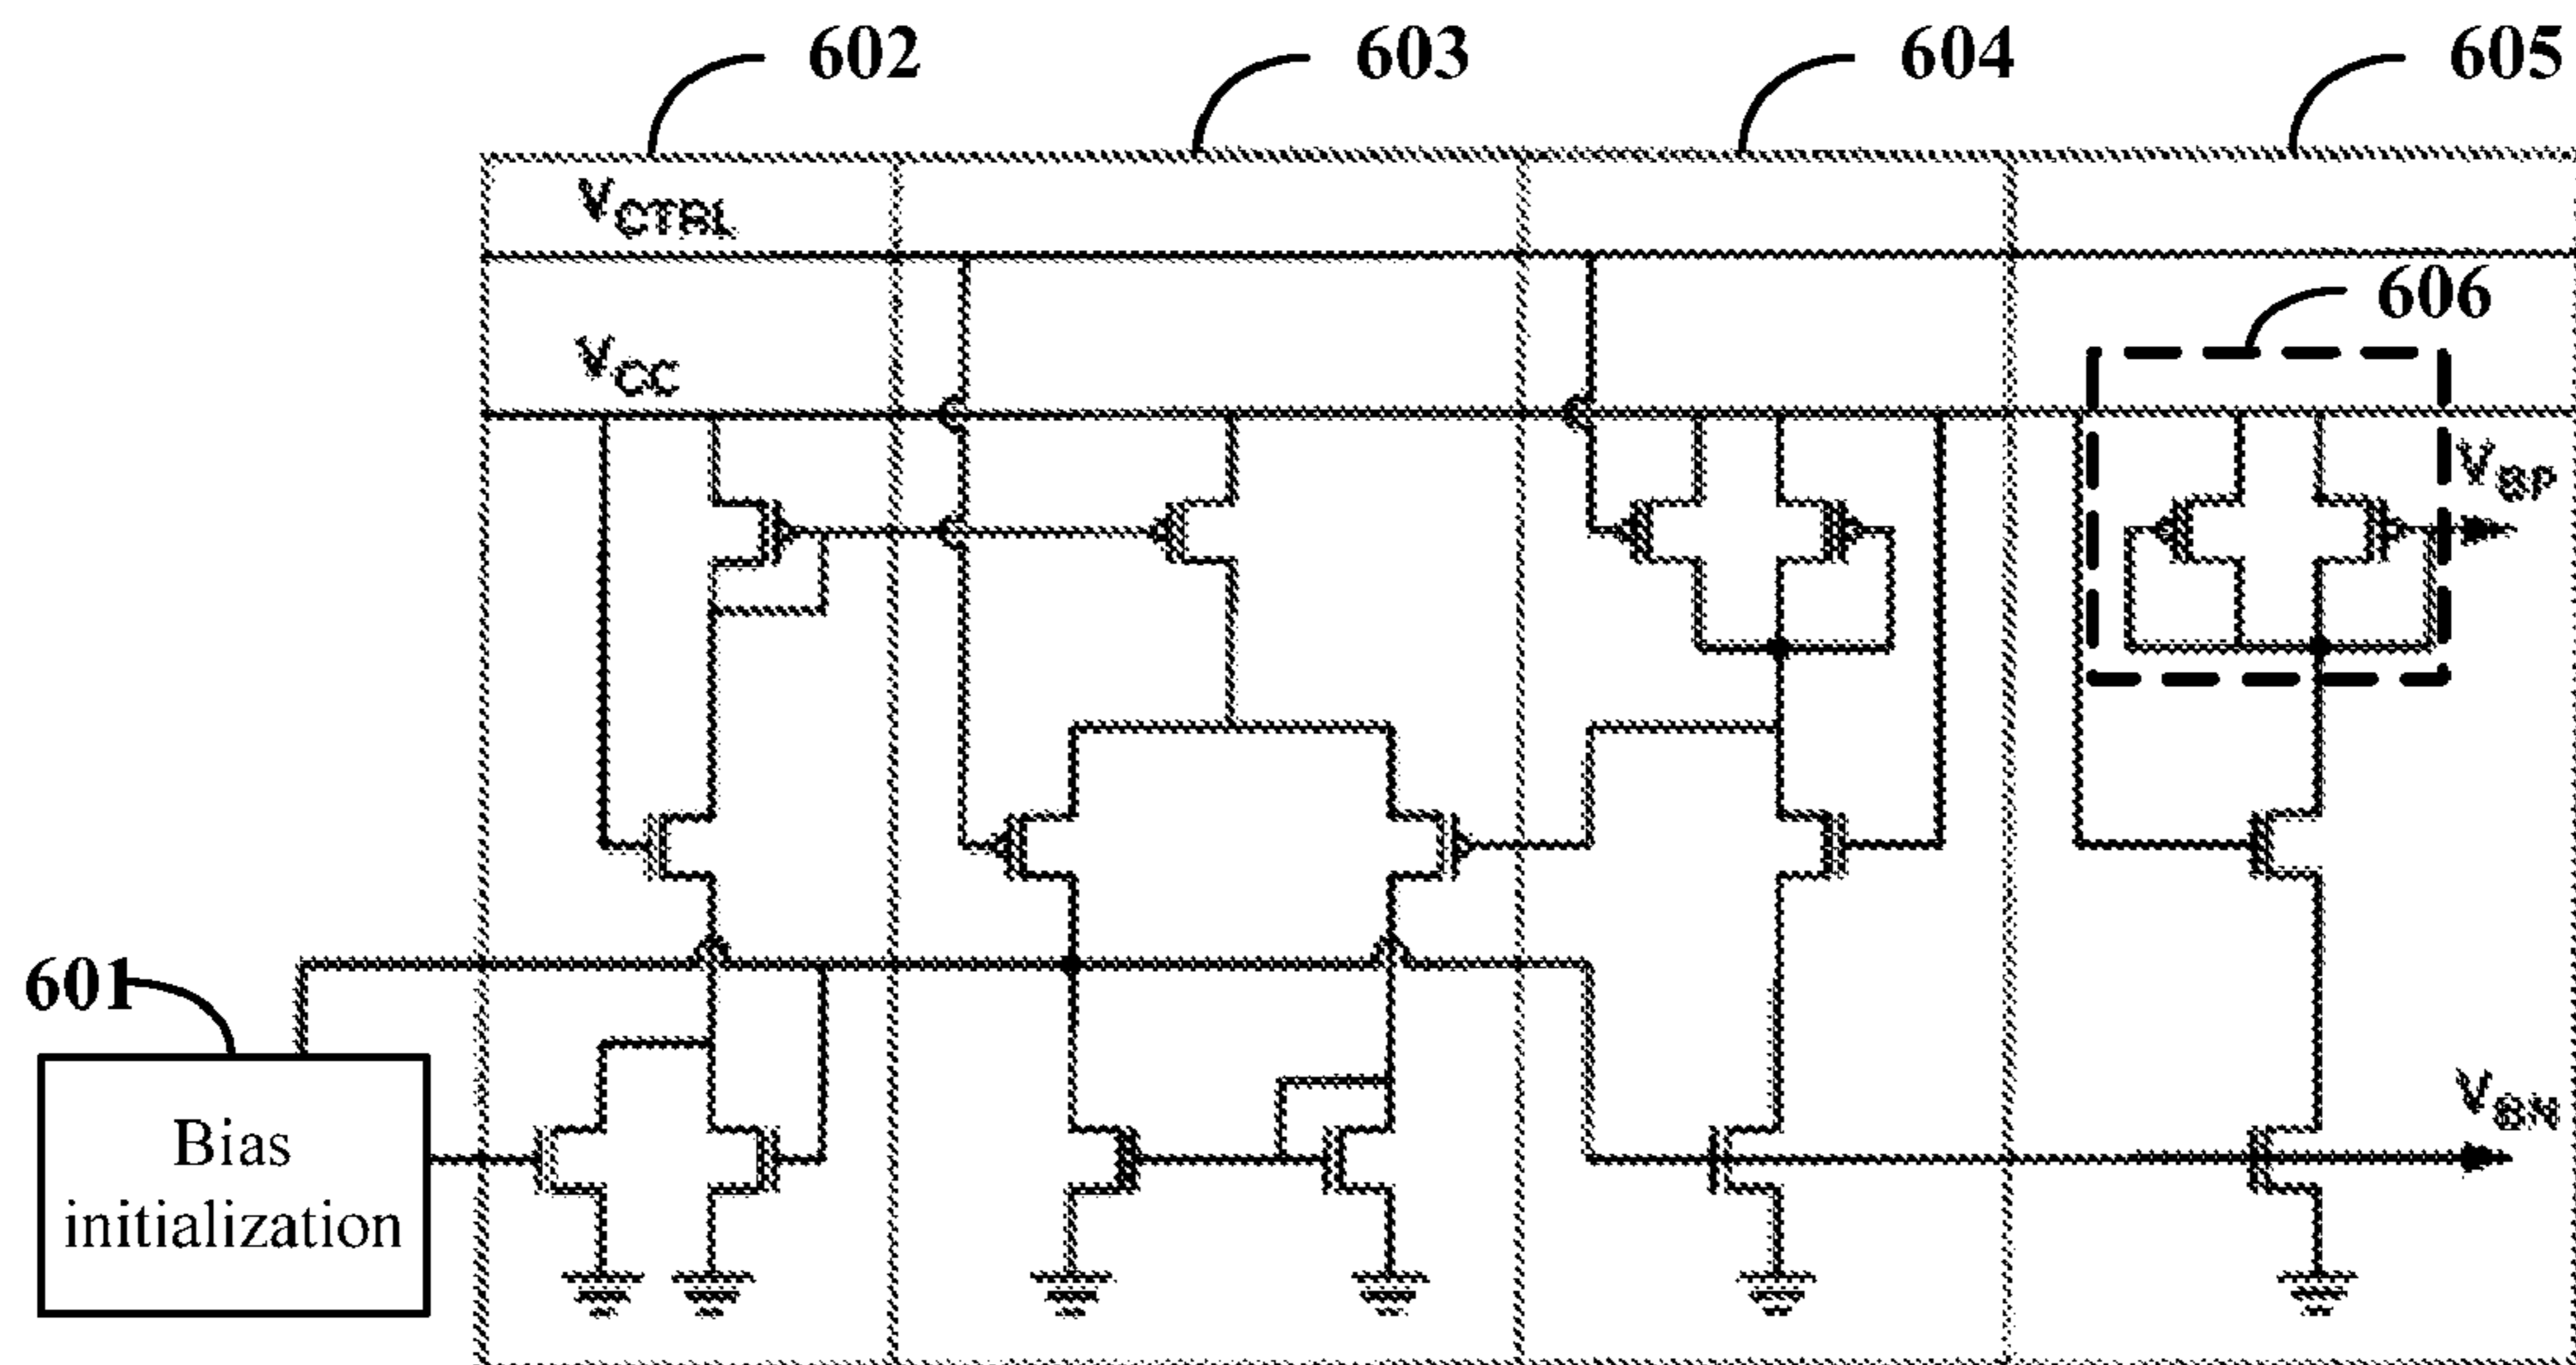 602
603
604
605
VCTRL
606
VCC
VBP
601
Bias
initialization
VBN